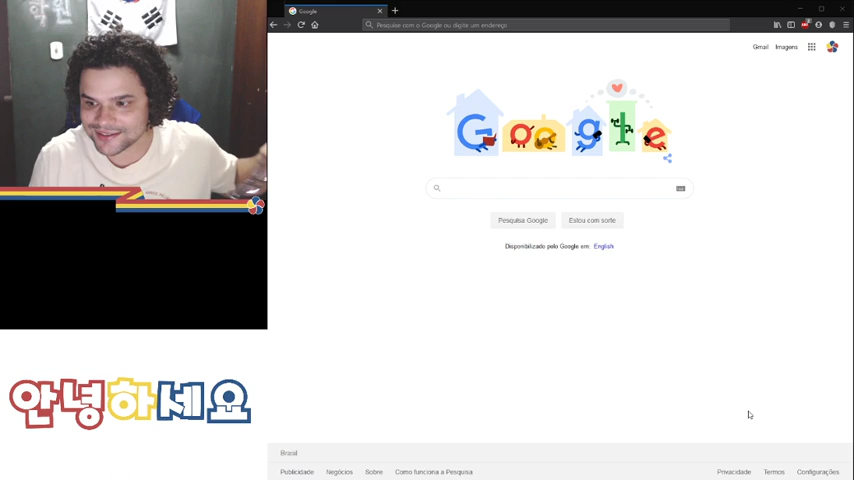 학원
Google
Pesquise com o Google ou digite um endereço
Gmail Imagens
Google
Pesquisa Google Estou com sorte
Disponibilizado pelo Google em: English
안녕하세요
Brasil
Publicidade Negócios Sobre Como funciona a Pesquisa Privacidade Termos Configurações